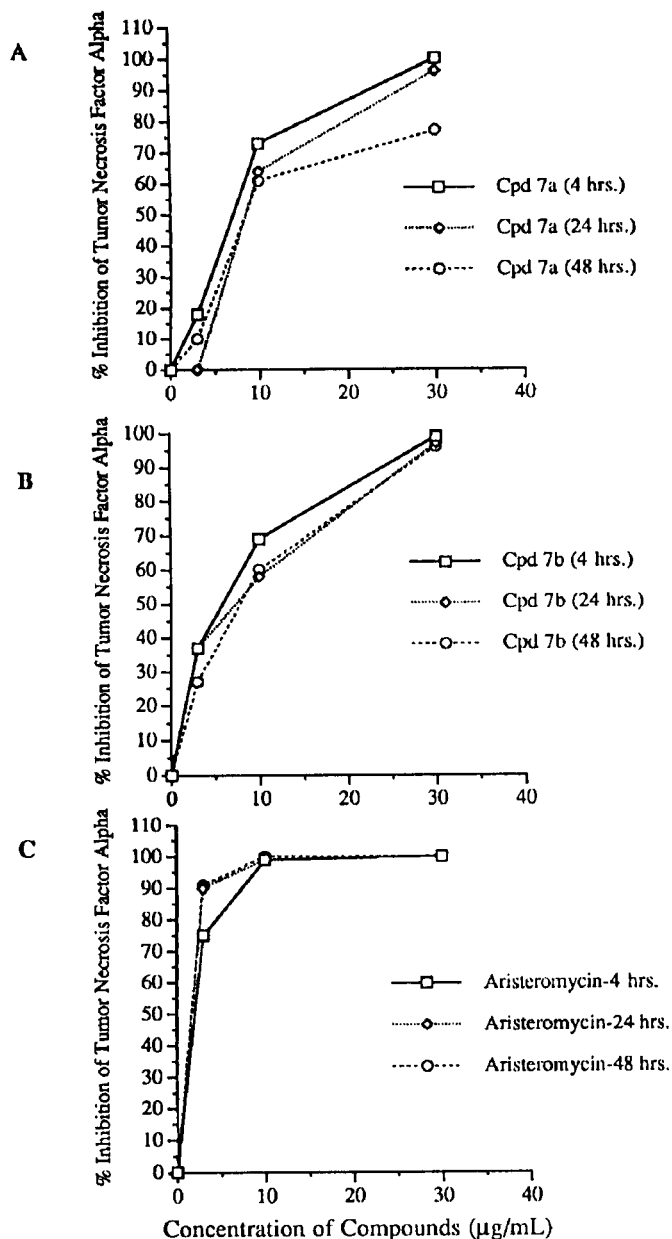 A
% Inhibition of Tumor Necrosis Factor Alpha
110
100
90
80
70
60
50
40
30
20
10
0
0 10 20 30 40
Cpd 7a (4 hrs.)
Cpd 7a (24 hrs.)
Cpd 7a (48 hrs.)
B
% Inhibition of Tumor Necrosis Factor Alpha
100
90
80
70
60
50
40
30
20
10
0
0 10 20 30 40
Cpd 7b (4 hrs.)
Cpd 7b (24 hrs.)
Cpd 7b (48 hrs.)
C
% Inhibition of Tumor Necrosis Factor Alpha
110
100
90
80
70
60
50
40
30
20
10
0
0 10 20 30 40
Aristeromycin-4 hrs.
Aristeromycin-24 hrs.
Aristeromycin-48 hrs.
Concentration of Compounds (µg/mL)